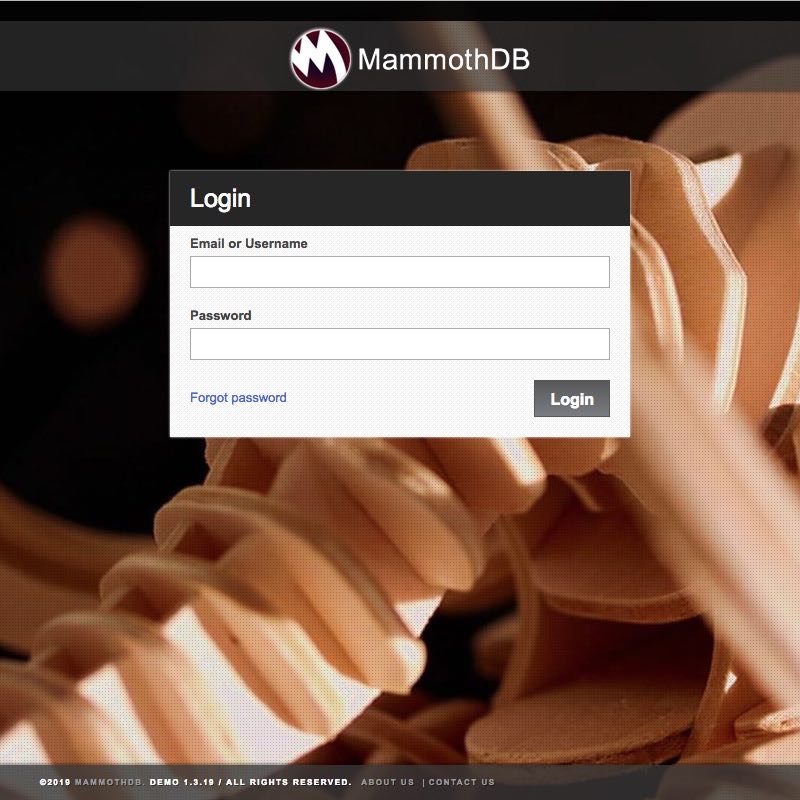 MammothDB
Login
Email or Username
Password
Forgot password
Login
©2019 MAMMOTHDB. DEMO 1.3.19 / ALL RIGHTS RESERVED. ABOUT US | CONTACT US